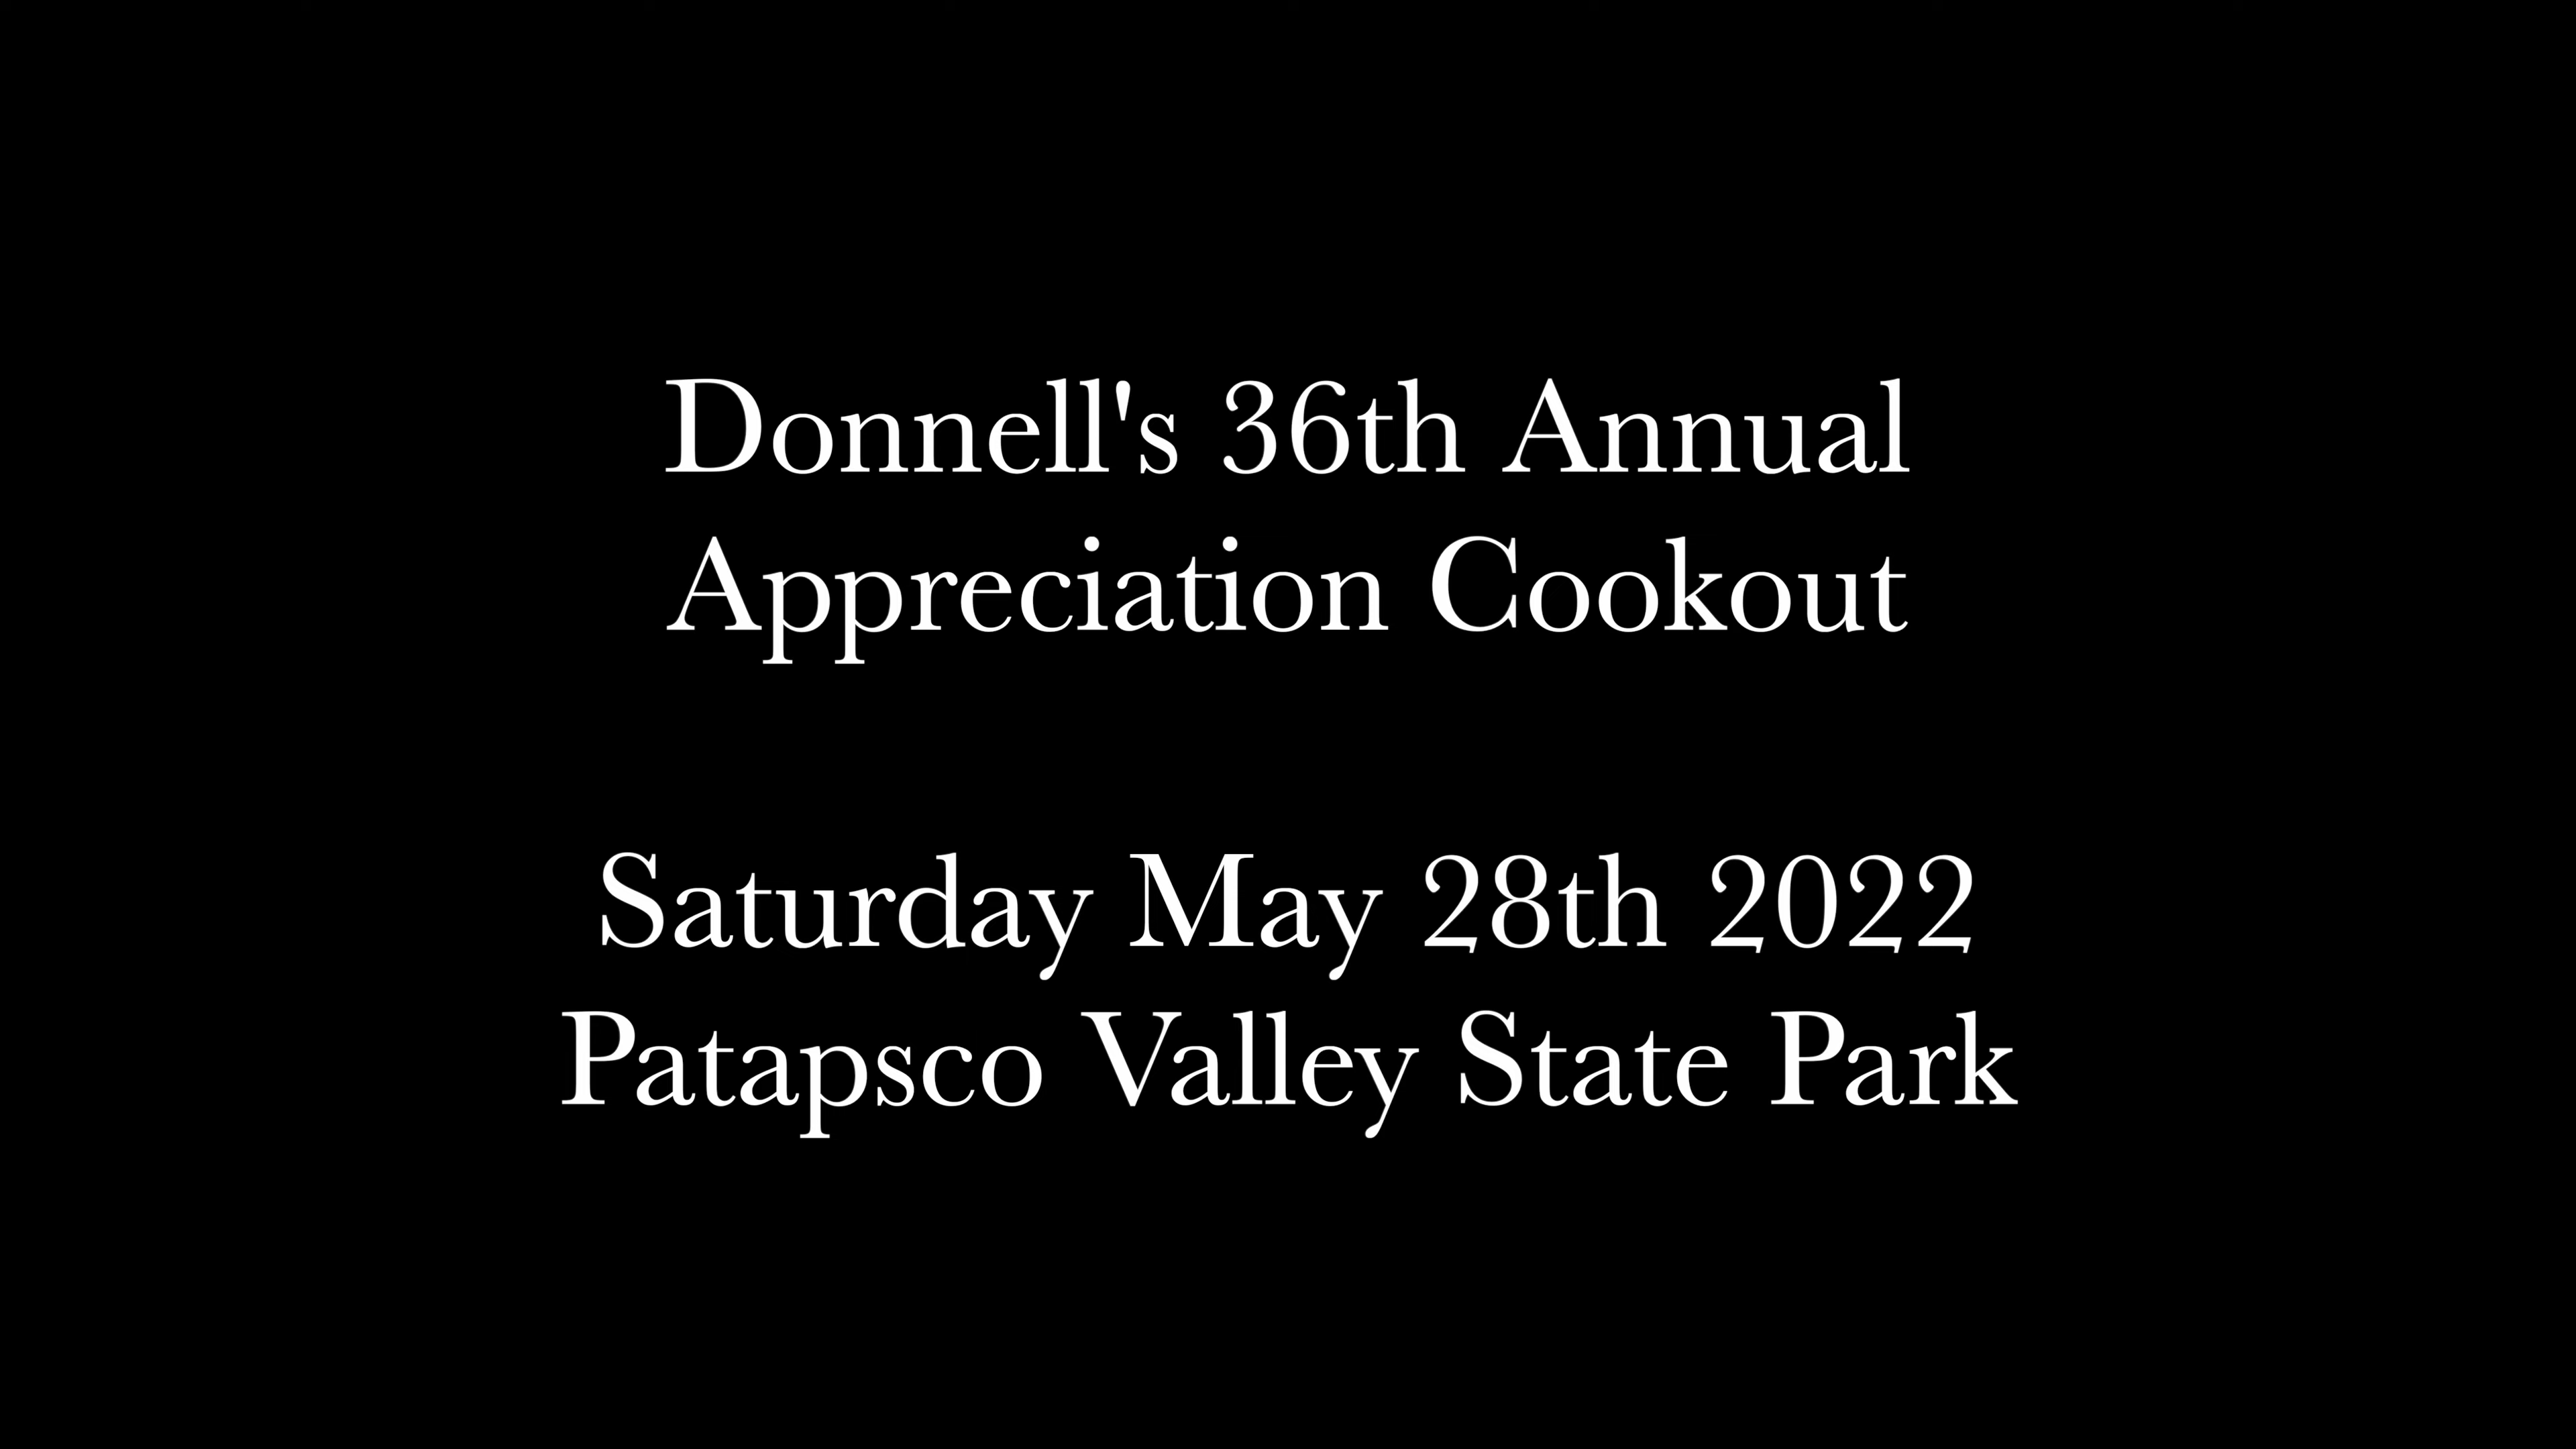 Donnell's 36th Annual
Appreciation Cookout
Saturday May 28th 2022
Patapsco Valley State Park